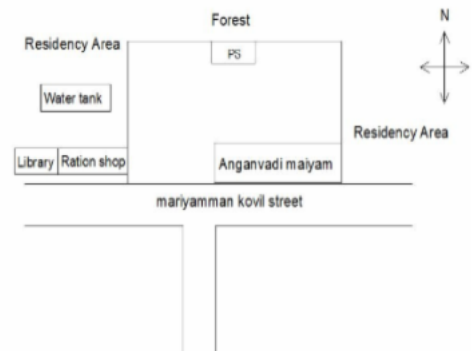 Forest
N
Residency Area
PS
Water tank
Residency Area
Library
Ration shop
Anganvadi maiyam
mariyamman kovil street